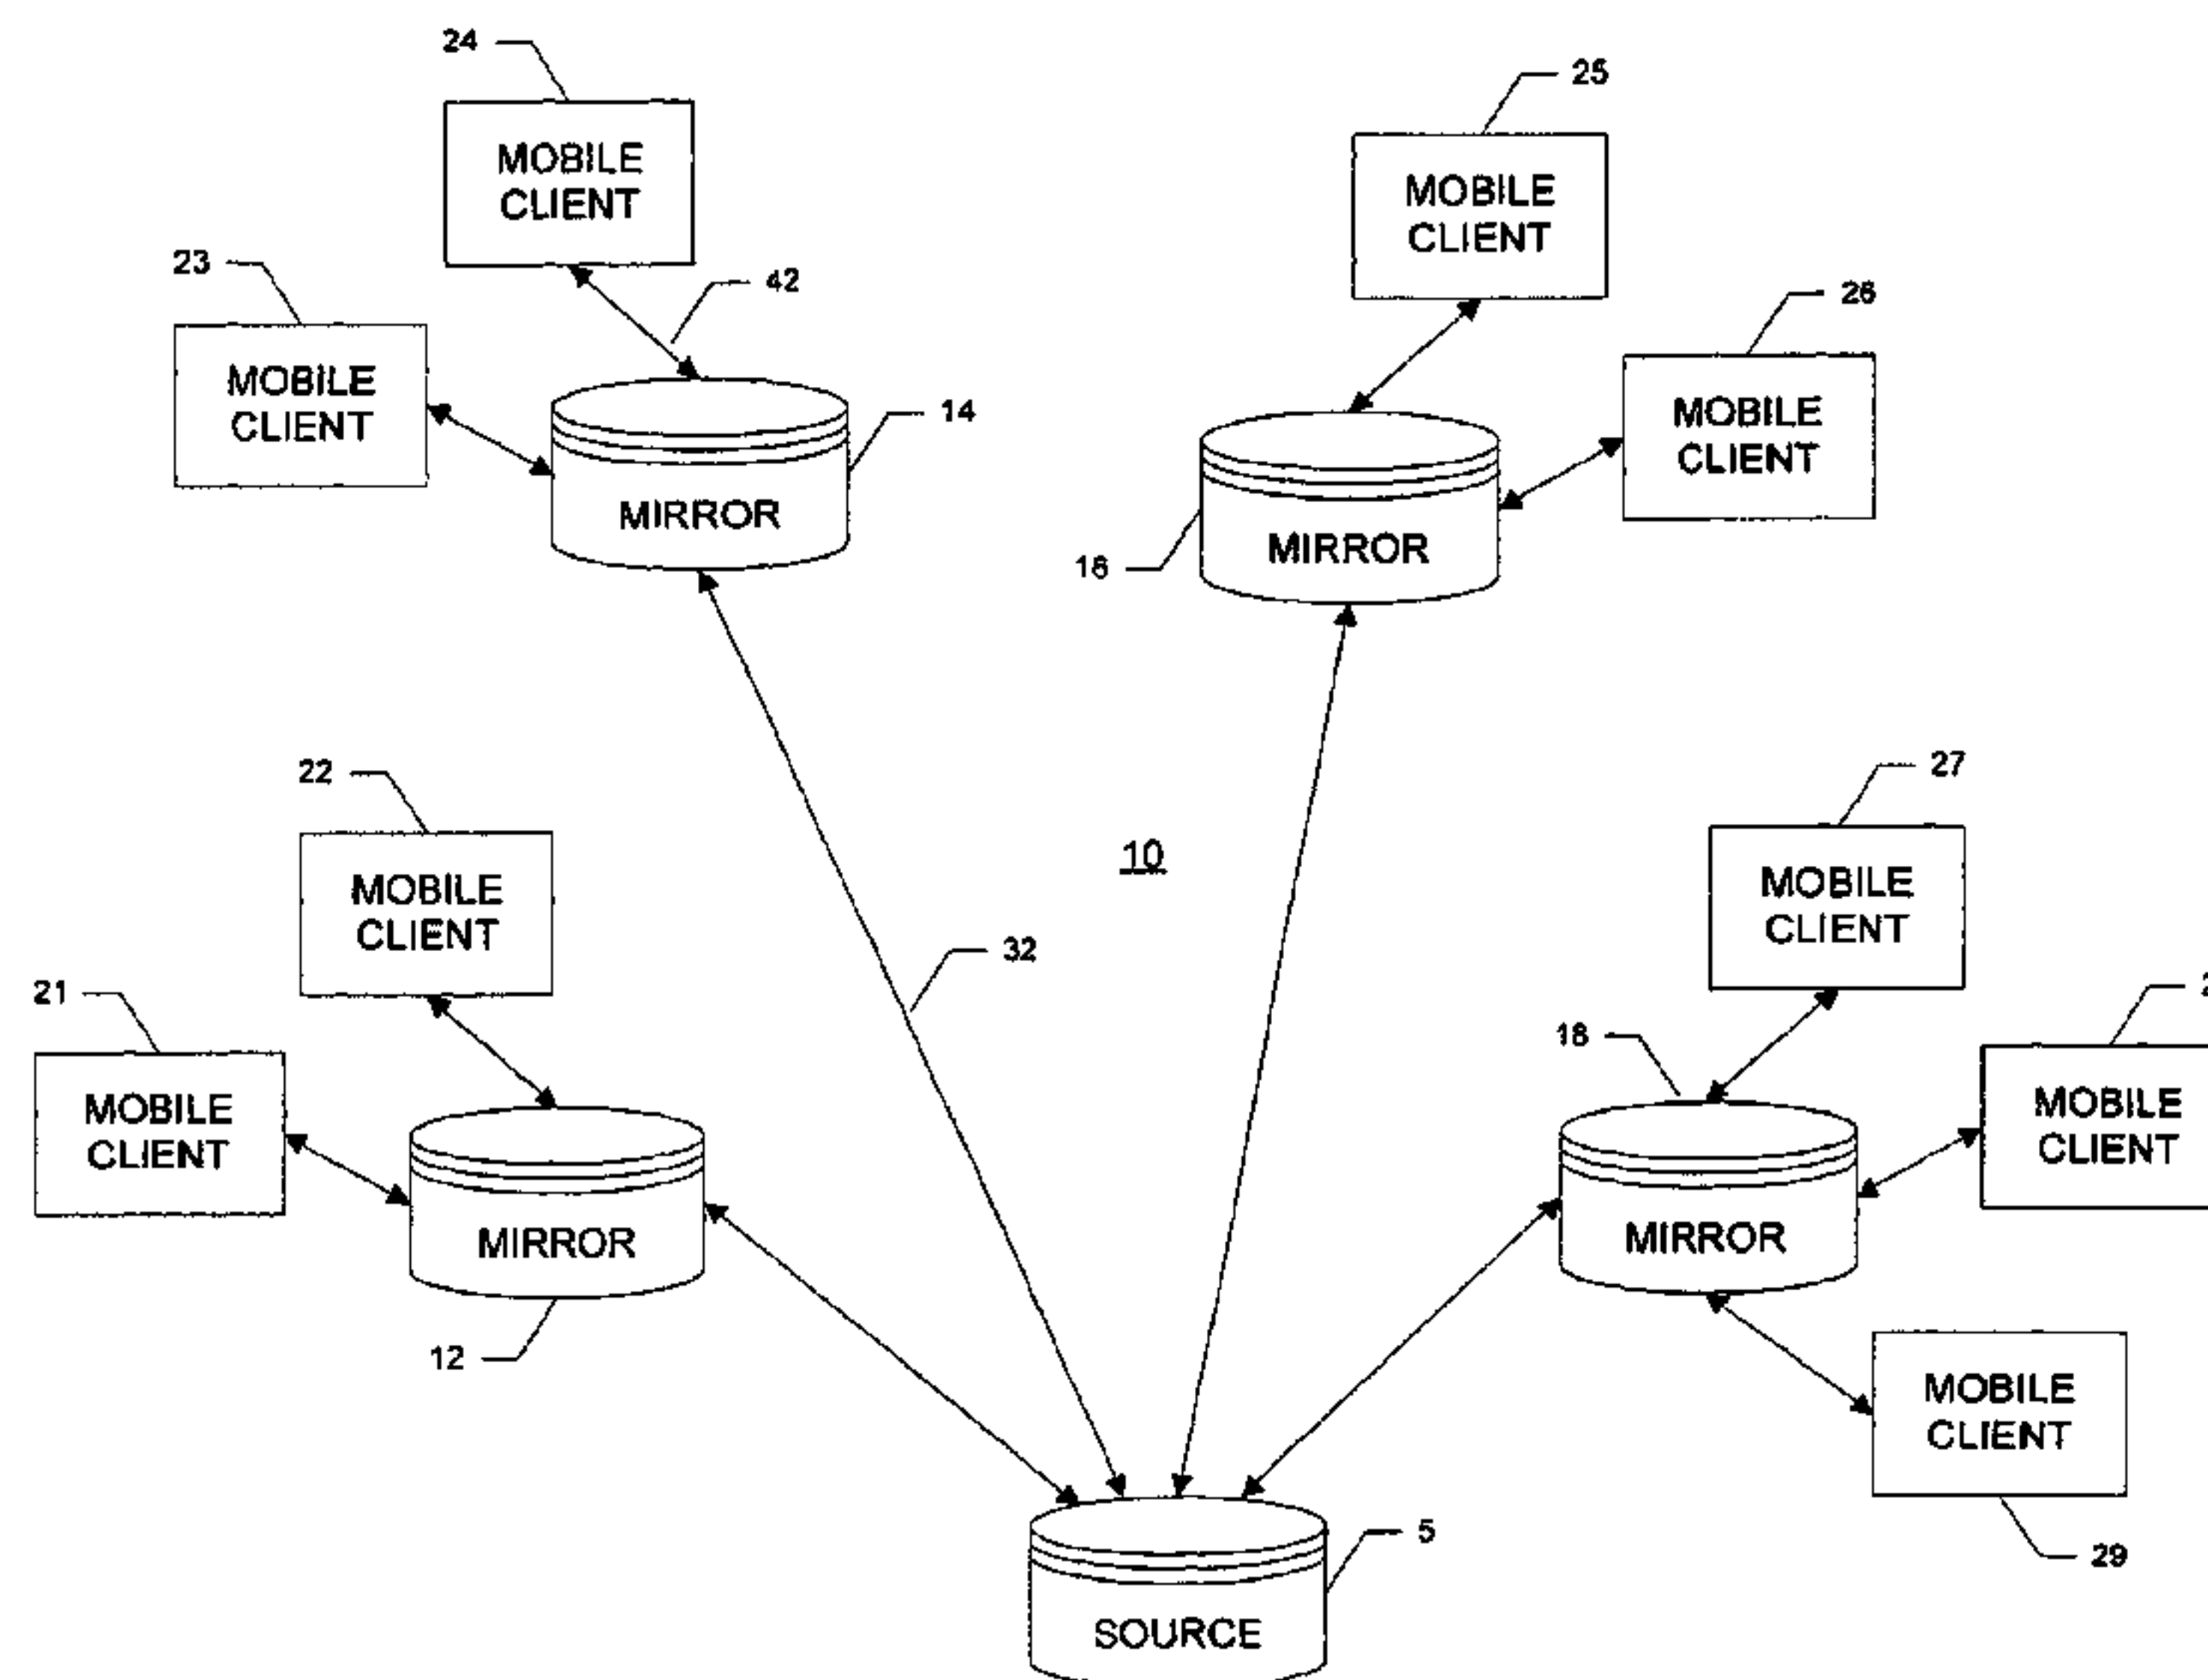 24
25
MOBILE
CLIENT
MOBILE
CLIENT
23
42
26
MOBILE
CLIENT
14
MOBILE
CLIENT
MIRROR
16
MIRROR
22
27
10
MOBILE
CLIENT
MOBILE
CLIENT
32
21
18
MOBILE
CLIENT
MOBILE
CLIENT
MIRROR
MIRROR
12
MOBILE
CLIENT
5
29
SOURCE